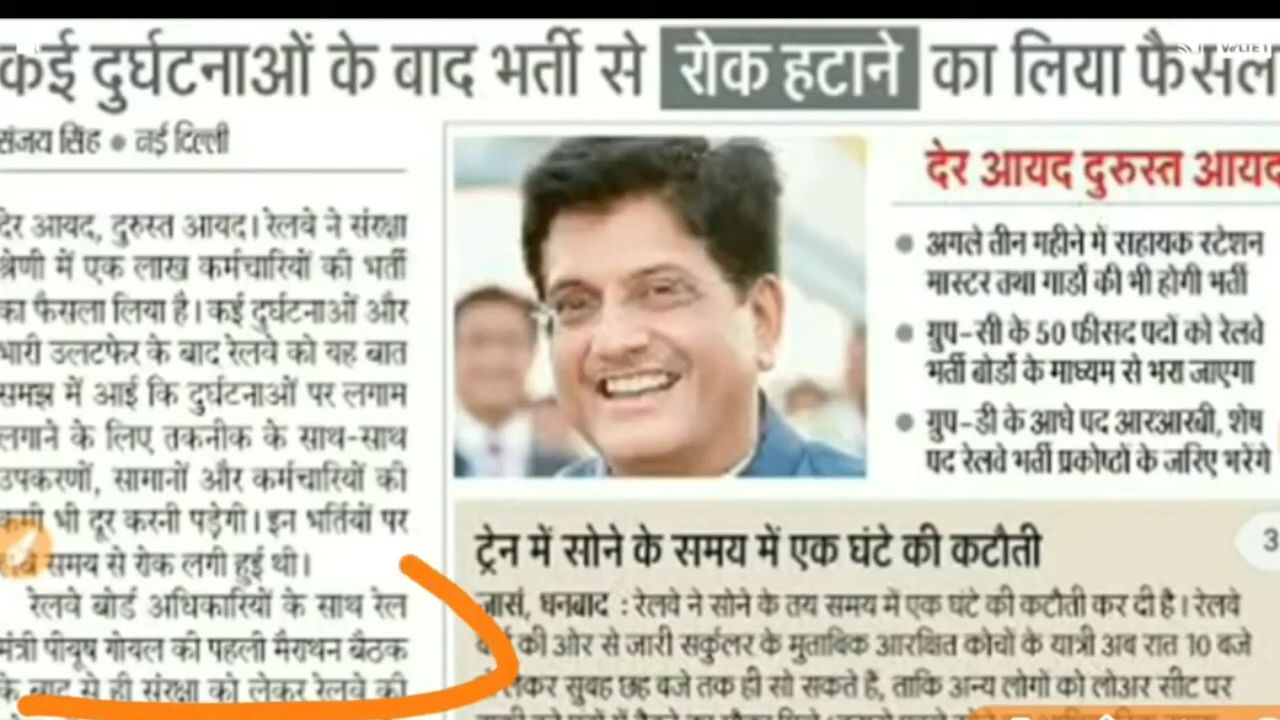 कई दुर्घटनाओं के बाद भर्ती से रोक हटाने का लिया फैसल
संजय सिंह ● नई दिल्ली
देर आयद, दुरुस्त आयद। रेलवे ने संरक्षा
श्रेणी में एक लाख कर्मचारियों की भर्ती
का फैसला लिया है। कई दुर्घटनाओं और
भारी उलटफेर के बाद रेलवे को यह बात
समझ में आई कि दुर्घटनाओं पर लगाम
लगाने के लिए तकनीक के साथ-साथ
उपकरणों, सामानों और कर्मचारियों की
कमी भी दूर करनी पड़ेगी। इन भर्तियों पर
समय से रोक लगी हुई थी।
रेलवे बोर्ड अधिकारियों के साथ रेल
मंत्री पीयूष गोयल की पहली मैराथन बैठक
के बाद से ही संरक्षा को लेकर रेलवे की
देर आयद दुरुस्त आयद
● अगले तीन महीने में सहायक स्टेशन
मास्टर तथा गार्डों की भी होगी भर्ती
● ग्रुप-सी के 50 फीसद पदों को रेलवे
भर्ती बोर्डों के माध्यम से भरा जाएगा
● ग्रुप-डी के आधे पद आरआरबी, शेष
पद रेलवे भर्ती प्रकोष्ठों के जरिए भरेंगे
ट्रेन में सोने के समय में एक घंटे की कटौती
जासं, धनबाद : रेलवे ने सोने के तय समय में एक घंटे की कटौती कर दी है। रेलवे
की ओर से जारी सर्कुलर के मुताबिक आरक्षित कोचों के यात्री अब रात 10 बजे
लेकर सुबह छह बजे तक ही सो सकते हैं, ताकि अन्य लोगों को लोअर सीट पर
3